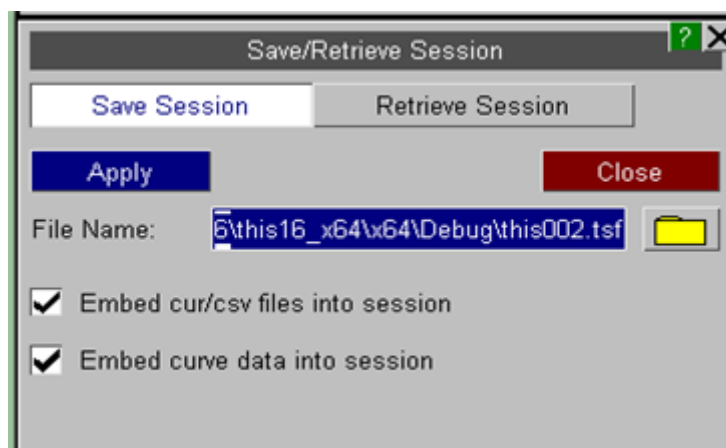 Save/Retrieve Session ? X
Save Session Retrieve Session
Apply Close
File Name: 6\this16_x64\x64\Debug\this002.tsf
Embed cur/csv files into session
Embed curve data into session